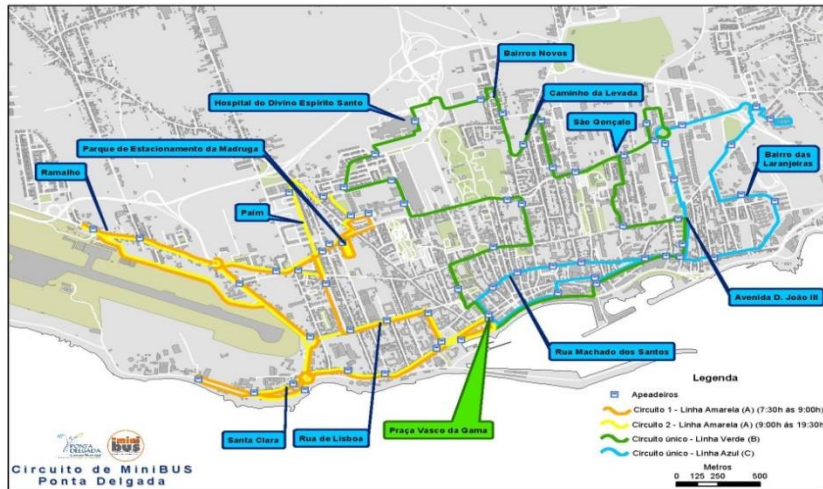 Bairros Novos
Hospital do Divino Espírito Santo
Caminho da Levada
São Gonçalo
Parque de Estacionamento da Madruga
Ramalho
Bairro das
Laranjeiras
Paim
Avenida D. João III
Rua Machado dos Santos
Legenda
Apeadeiros
Circuito 1 - Linha Amarela (A) (7:30h às 9:00h)
Circuito 2 - Linha Amarela (A) (9:00h às 19:30h)
Circuito único - Linha Verde (B)
Circuito único - Linha Azul (C)
Santa Clara
Rua de Lisboa
Praça Vasco da Gama
PONTA
DELGADA
mini
bus
Circuito de MiniBUS
Ponta Delgada
Metros
0 125 250 500